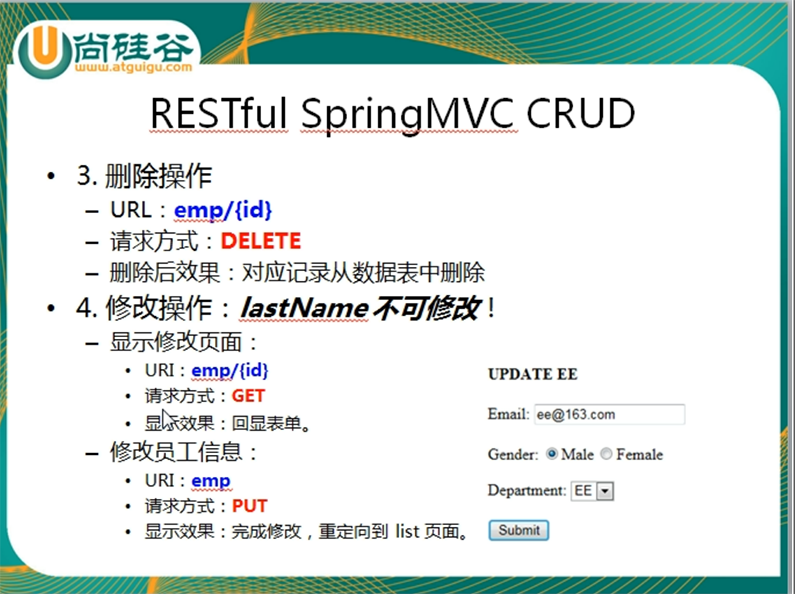 尚硅谷
www.atguigu.com
RESTful SpringMVC CRUD
• 3. 删除操作
– URL：emp/{id}
– 请求方式：DELETE
– 删除后效果：对应记录从数据表中删除
• 4. 修改操作：lastName 不可修改！
– 显示修改页面：
• URI：emp/{id}
• 请求方式：GET
• 显示效果：回显表单。
– 修改员工信息：
• URI：emp
• 请求方式：PUT
• 显示效果：完成修改，重定向到 list 页面。
UPDATE EE
Email: ee@163.com
Gender: Male Female
Department: EE
Submit